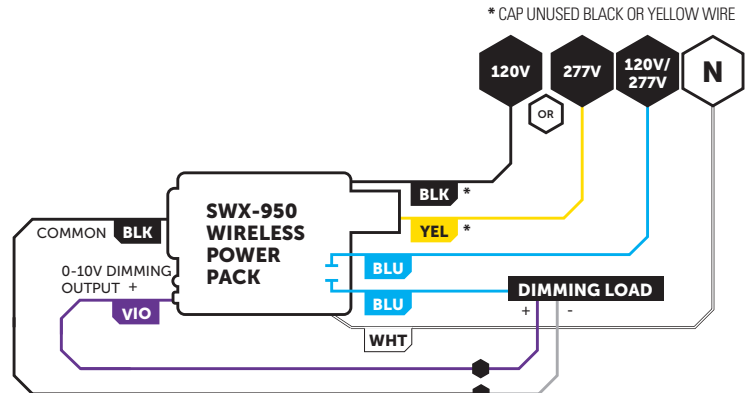 * CAP UNUSED BLACK OR YELLOW WIRE
120V
277V
120V/
277V
N
OR
BLK *
YEL *
SWX-950
WIRELESS
POWER
PACK
COMMON BLK
0-10V DIMMING
OUTPUT +
VIO
BLU
BLU
DIMMING LOAD
+ -
WHT